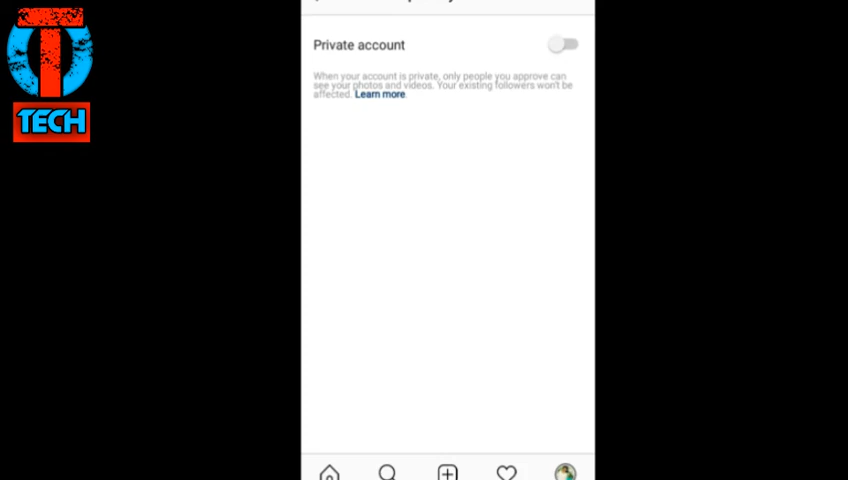 T
TECH
Private account
When your account is private, only people you approve can
see your photos and videos. Your existing followers won't be
affected. Learn more.